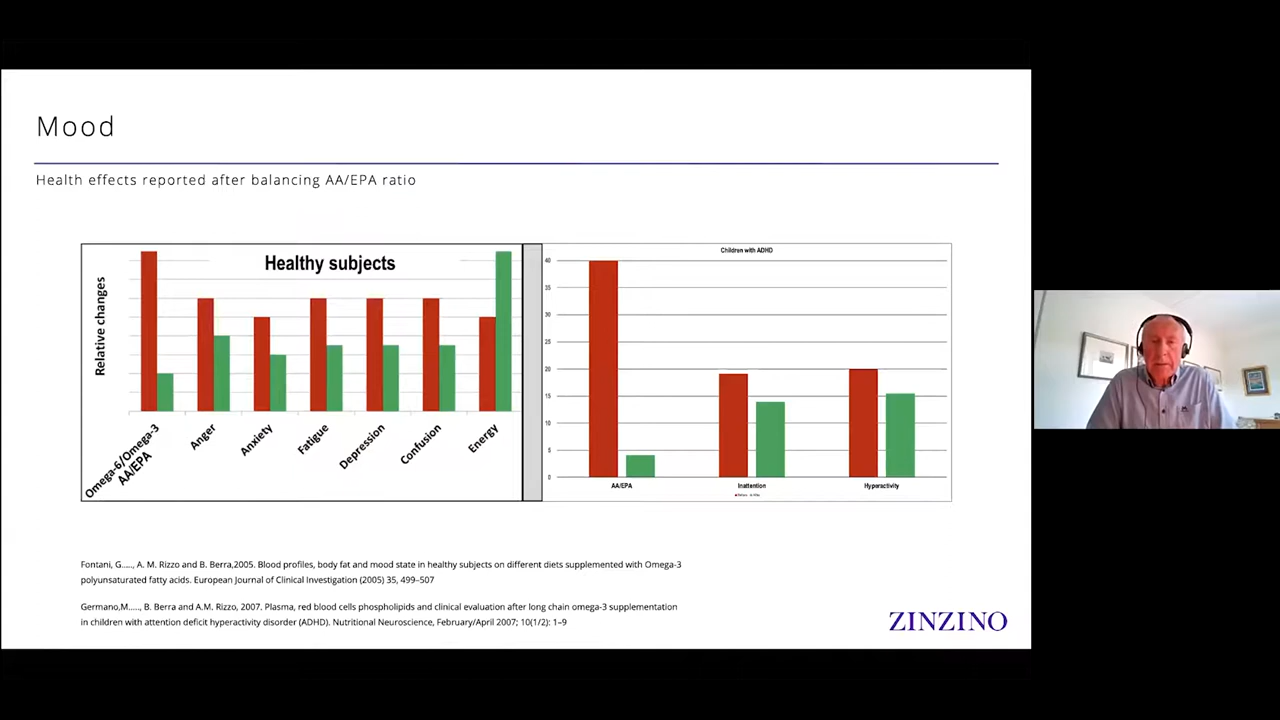 Mood
Health effects reported after balancing AA/EPA ratio
Healthy subjects
Relative changes
Omega-6/Omega-3
AA/EPA
Anger
Anxiety
Fatigue
Depression
Confusion
Energy
Children with ADHD
40
35
30
25
20
15
10
5
0
AA/EPA
Inattention
Hyperactivity
Fontani, G....., A. M. Rizzo and B. Berra,2005. Blood profiles, body fat and mood state in healthy subjects on different diets supplemented with Omega-3
polyunsaturated fatty acids. European Journal of Clinical Investigation (2005) 35, 499–507
Germano,M....., B. Berra and A.M. Rizzo, 2007. Plasma, red blood cells phospholipids and clinical evaluation after long chain omega-3 supplementation
in children with attention deficit hyperactivity disorder (ADHD). Nutritional Neuroscience, February/April 2007; 10(1/2): 1–9
ZINZINO